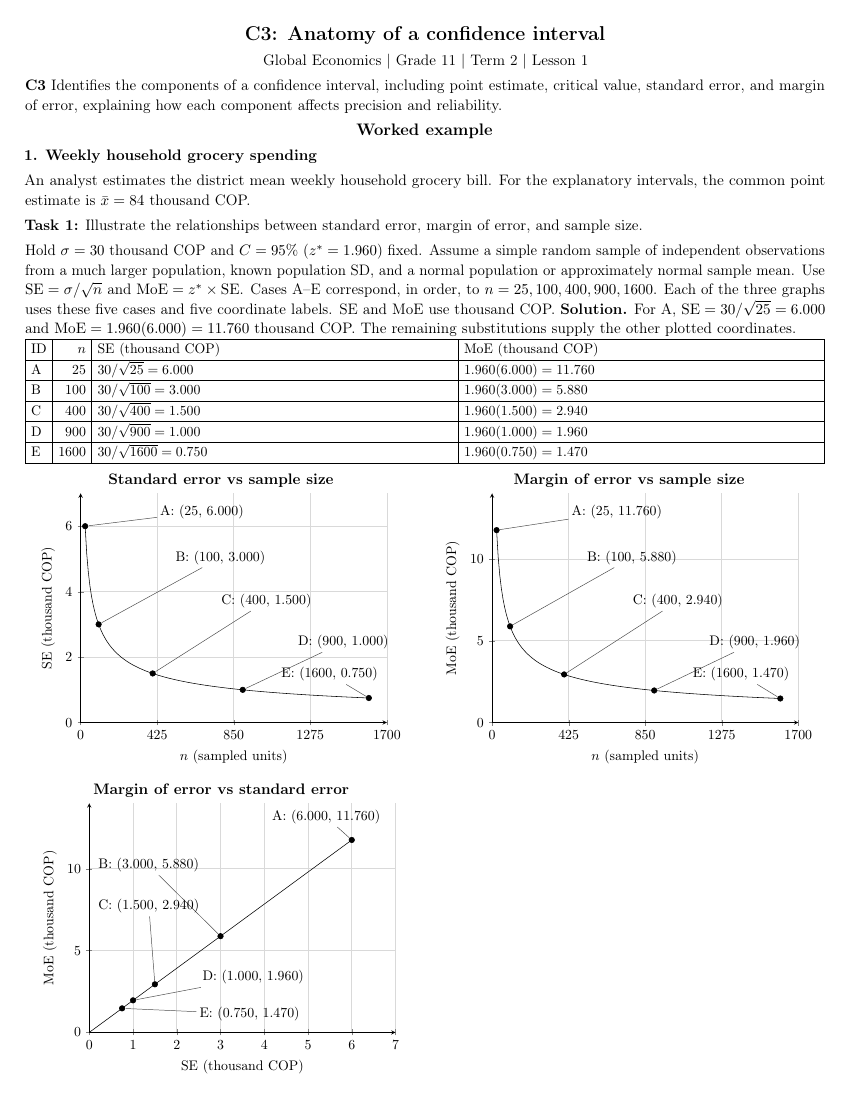 C3: Anatomy of a confidence interval
Global Economics | Grade 11 | Term 2 | Lesson 1
C3 Identifies the components of a confidence interval, including point estimate, critical value, standard error, and margin
of error, explaining how each component affects precision and reliability.
Worked example
1. Weekly household grocery spending
An analyst estimates the district mean weekly household grocery bill. For the explanatory intervals, the common point
estimate is x̄ = 84 thousand COP.
Task 1: Illustrate the relationships between standard error, margin of error, and sample size.
Hold σ = 30 thousand COP and C = 95% (z* = 1.960) fixed. Assume a simple random sample of independent observations
from a much larger population, known population SD, and a normal population or approximately normal sample mean. Use
SE = σ/√n and MoE = z* × SE. Cases A–E correspond, in order, to n = 25, 100, 400, 900, 1600. Each of the three graphs
uses these five cases and five coordinate labels. SE and MoE use thousand COP. Solution. For A, SE = 30/√25 = 6.000
and MoE = 1.960(6.000) = 11.760 thousand COP. The remaining substitutions supply the other plotted coordinates.
ID n SE (thousand COP) MoE (thousand COP)
A 25 30/√25 = 6.000 1.960(6.000) = 11.760
B 100 30/√100 = 3.000 1.960(3.000) = 5.880
C 400 30/√400 = 1.500 1.960(1.500) = 2.940
D 900 30/√900 = 1.000 1.960(1.000) = 1.960
E 1600 30/√1600 = 0.750 1.960(0.750) = 1.470
Standard error vs sample size
SE (thousand COP)
6
4
2
0
A: (25, 6.000)
B: (100, 3.000)
C: (400, 1.500)
D: (900, 1.000)
E: (1600, 0.750)
0 425 850 1275 1700
n (sampled units)
Margin of error vs sample size
MoE (thousand COP)
10
5
0
A: (25, 11.760)
B: (100, 5.880)
C: (400, 2.940)
D: (900, 1.960)
E: (1600, 1.470)
0 425 850 1275 1700
n (sampled units)
Margin of error vs standard error
MoE (thousand COP)
10
5
0
A: (6.000, 11.760)
B: (3.000, 5.880)
C: (1.500, 2.940)
D: (1.000, 1.960)
E: (0.750, 1.470)
0 1 2 3 4 5 6 7
SE (thousand COP)